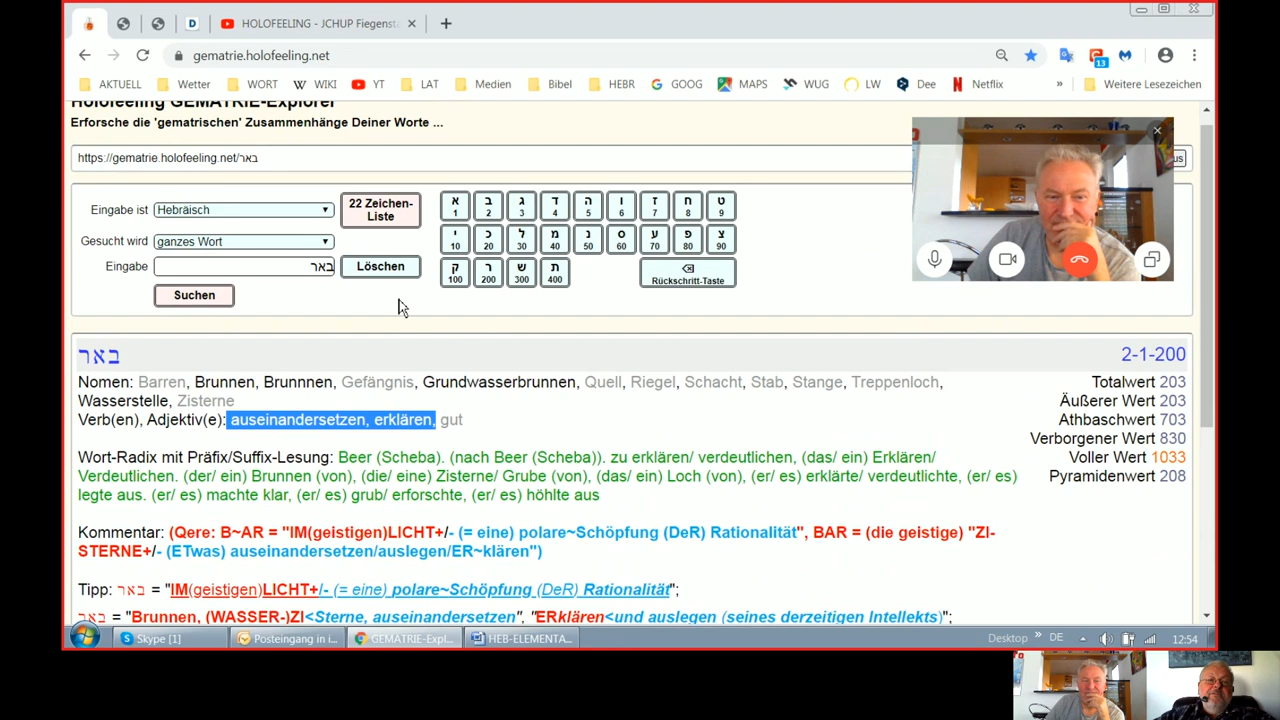 HOLOFEELING - JCHUP Fiegenst
gematrie.holofeeling.net
AKTUELL Wetter WORT WIKI YT LAT Medien Bibel HEBR GOOG MAPS WUG LW Dee Netflix » Weitere Lesezeichen
13
Holofeeling GEMATRIE-Explorer
Erforsche die 'gematrischen' Zusammenhänge Deiner Worte ...
https://gematrie.holofeeling.net/באר
us
Eingabe ist Hebräisch
22 Zeichen-Liste
Gesucht wird ganzes Wort
Eingabe באר Löschen
Suchen
א ב ג ד ה ו ז ח ט
1 2 3 4 5 6 7 8 9
י כ ל מ נ ס ע פ צ
10 20 30 40 50 60 70 80 90
ק ר ש ת
100 200 300 400 Rückschritt-Taste
באר 2-1-200
Nomen: Barren, Brunnen, Brunnnen, Gefängnis, Grundwasserbrunnen, Quell, Riegel, Schacht, Stab, Stange, Treppenloch,
Wasserstelle, Zisterne
Verb(en), Adjektiv(e): auseinandersetzen, erklären, gut
Totalwert 203
Äußerer Wert 203
Athbaschwert 703
Verborgener Wert 830
Voller Wert 1033
Pyramidenwert 208
Wort-Radix mit Präfix/Suffix-Lesung: Beer (Scheba). (nach Beer (Scheba)). zu erklären/ verdeutlichen, (das/ ein) Erklären/
Verdeutlichen. (der/ ein) Brunnen (von), (die/ eine) Zisterne/ Grube (von), (das/ ein) Loch (von), (er/ es) erklärte/ verdeutlichte, (er/ es)
legte aus. (er/ es) machte klar, (er/ es) grub/ erforschte, (er/ es) höhlte aus
Kommentar: (Qere: B~AR = "IM(geistigen)LICHT+/- (= eine) polare~Schöpfung (DeR) Rationalität", BAR = (die geistige) "ZI-
STERNE+/- (ETwas) auseinandersetzen/auslegen/ER~klären")
Tipp: באר = "IM(geistigen)LICHT+/- (= eine) polare~Schöpfung (DeR) Rationalität";
באר = "Brunnen, (WASSER-)ZI<Sterne, auseinandersetzen", "ERklären<und auslegen (seines derzeitigen Intellekts)";
Skype [1] Posteingang in i... GEMATRIE-Expl... HEB-ELEMENTA... Desktop » DE 12:54